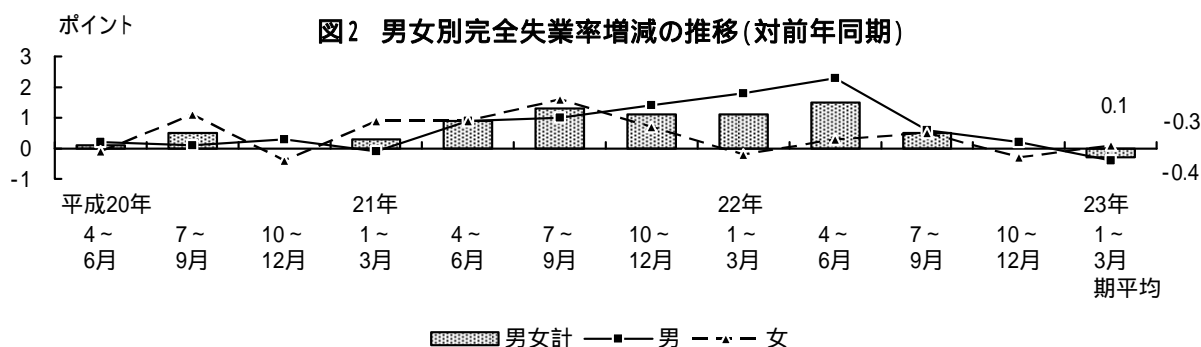 ポイント
図2 男女別完全失業率増減の推移(対前年同期)
3
2
1
0
-1
0.1
-0.3
-0.4
平成20年 21年 22年 23年
4～ 7～ 10～ 1～ 4～ 7～ 10～ 1～ 4～ 7～ 10～ 1～
6月 9月 12月 3月 6月 9月 12月 3月 6月 9月 12月 3月
期平均
男女計 男 女